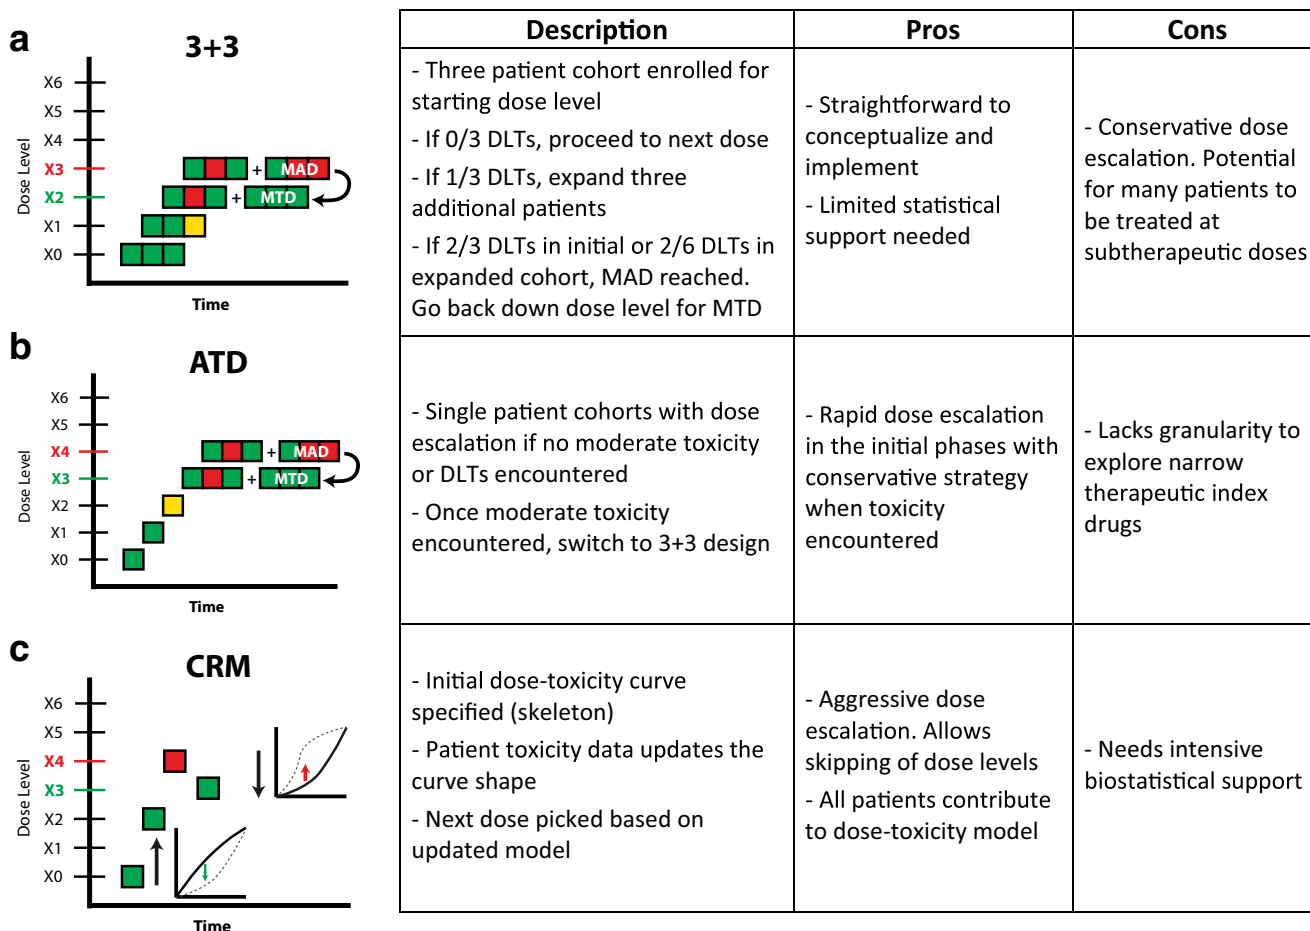 Description
Pros
Cons
a
3+3
X6
X5
X4
X3
X2
X1
X0
Dose Level
+
MAD
+
MTD
Time
- Three patient cohort enrolled for
starting dose level
- If 0/3 DLTs, proceed to next dose
- If 1/3 DLTs, expand three
additional patients
- If 2/3 DLTs in initial or 2/6 DLTs in
expanded cohort, MAD reached.
Go back down dose level for MTD
- Straightforward to
conceptualize and
implement
- Limited statistical
support needed
- Conservative dose
escalation. Potential
for many patients to
be treated at
subtherapeutic doses
b
ATD
X6
X5
X4
X3
X2
X1
X0
Dose Level
+
MAD
+
MTD
Time
- Single patient cohorts with dose
escalation if no moderate toxicity
or DLTs encountered
- Once moderate toxicity
encountered, switch to 3+3 design
- Rapid dose escalation
in the initial phases with
conservative strategy
when toxicity
encountered
- Lacks granularity to
explore narrow
therapeutic index
drugs
c
CRM
X6
X5
X4
X3
X2
X1
X0
Dose Level
Time
- Initial dose-toxicity curve
specified (skeleton)
- Patient toxicity data updates the
curve shape
- Next dose picked based on
updated model
- Aggressive dose
escalation. Allows
skipping of dose levels
- All patients contribute
to dose-toxicity model
- Needs intensive
biostatistical support